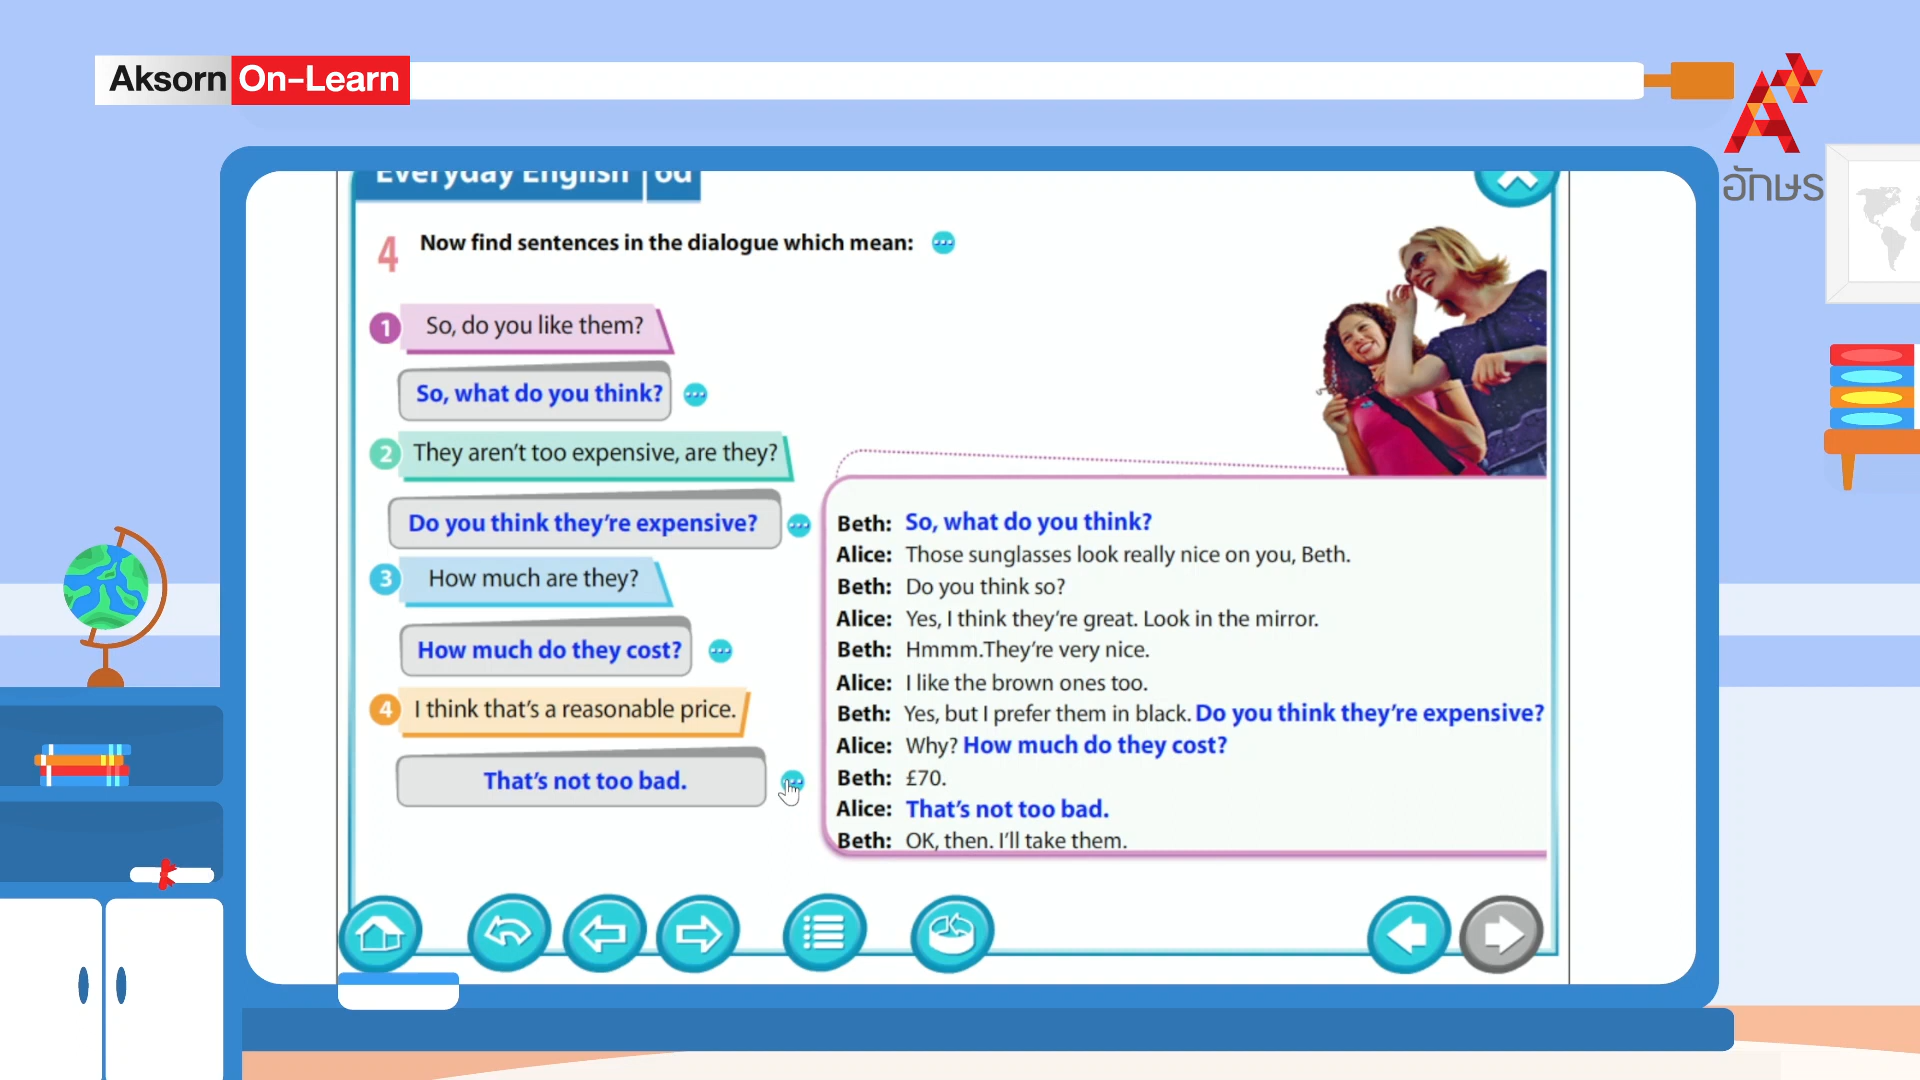 Aksorn On-Learn
อักษร
Everyday English 6d
4 Now find sentences in the dialogue which mean:
1 So, do you like them?
So, what do you think?
2 They aren't too expensive, are they?
Do you think they're expensive?
3 How much are they?
How much do they cost?
4 I think that's a reasonable price.
That's not too bad.
Beth: So, what do you think?
Alice: Those sunglasses look really nice on you, Beth.
Beth: Do you think so?
Alice: Yes, I think they're great. Look in the mirror.
Beth: Hmmm.They're very nice.
Alice: I like the brown ones too.
Beth: Yes, but I prefer them in black. Do you think they're expensive?
Alice: Why? How much do they cost?
Beth: £70.
Alice: That's not too bad.
Beth: OK, then. I'll take them.